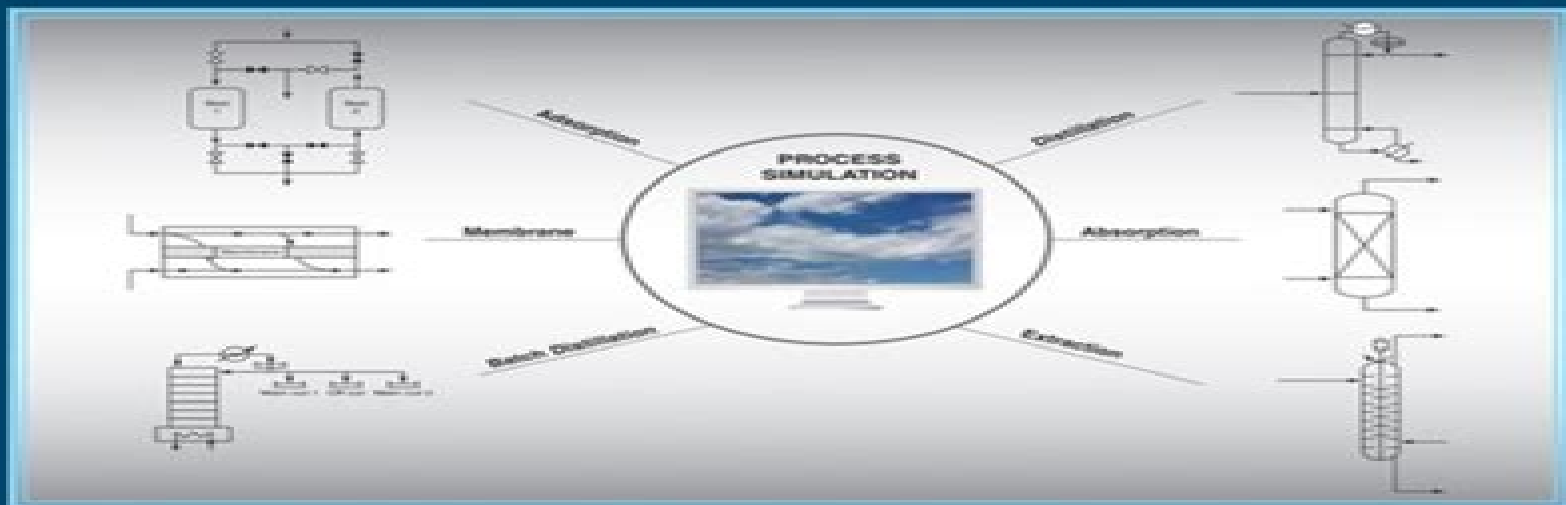 Adsorption
Distillation
PROCESS
SIMULATION
Membrane
Absorption
Batch Distillation
Extraction